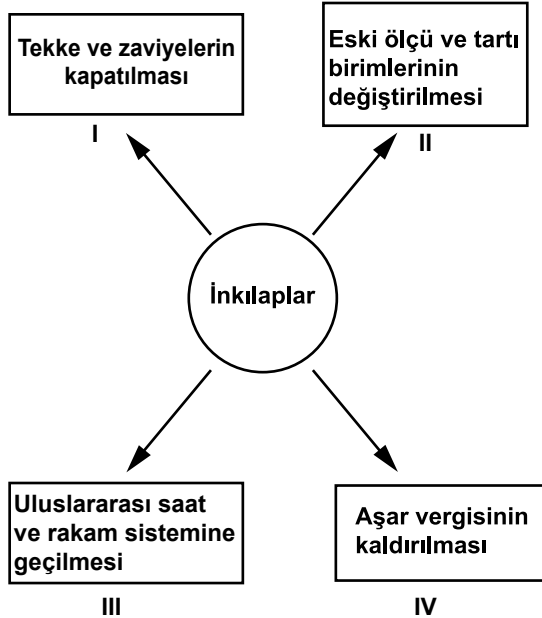 Tekke ve zaviyelerin
kapatılması
I
Eski ölçü ve tartı
birimlerinin
değiştirilmesi
II
İnkılaplar
Uluslararası saat
ve rakam sistemine
geçilmesi
III
Aşar vergisinin
kaldırılması
IV